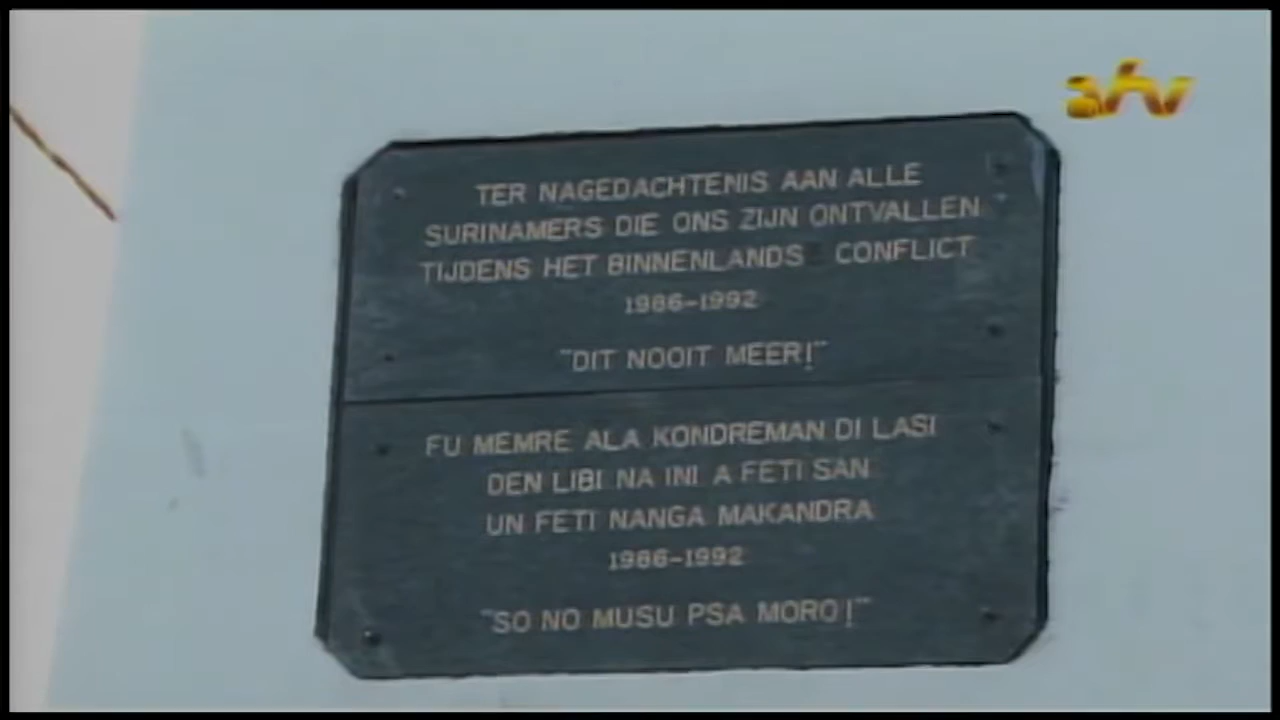 atv
TER NAGEDACHTENIS AAN ALLE
SURINAMERS DIE ONS ZIJN ONTVALLEN
TIJDENS HET BINNENLANDS CONFLICT
1986-1992
"DIT NOOIT MEER!"
FU MEMRE ALA KONDREMAN DI LASI
DEN LIBI NA INI A FETI SAN
UN FETI NANGA MAKANDRA
1986-1992
"SO NO MUSU PSA MORO!"